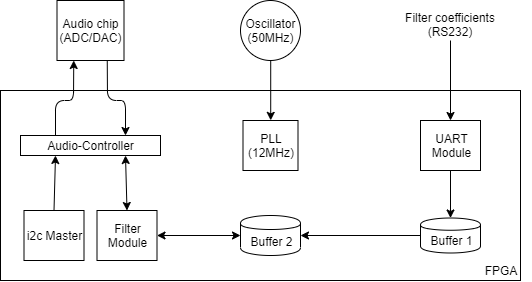 Audio chip
(ADC/DAC)
Oscillator
(50MHz)
Filter coefficients
(RS232)
Audio-Controller
PLL
(12MHz)
UART
Module
i2c Master
Filter
Module
Buffer 2
Buffer 1
FPGA